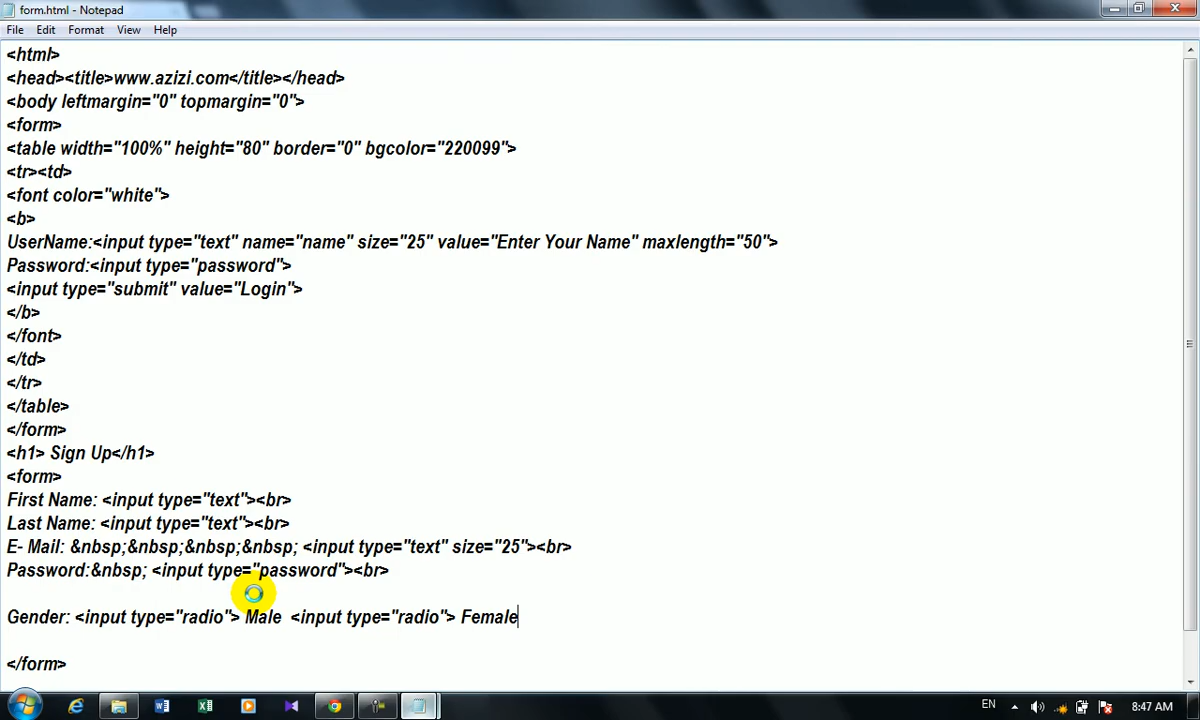 form.html - Notepad
File Edit Format View Help
<html>
<head><title>www.azizi.com</title></head>
<body leftmargin="0" topmargin="0">
<form>
<table width="100%" height="80" border="0" bgcolor="220099">
<tr><td>
<font color="white">
<b>
UserName:<input type="text" name="name" size="25" value="Enter Your Name" maxlength="50">
Password:<input type="password">
<input type="submit" value="Login">
</b>
</font>
</td>
</tr>
</table>
</form>
<h1> Sign Up</h1>
<form>
First Name: <input type="text"><br>
Last Name: <input type="text"><br>
E- Mail: &nbsp;&nbsp;&nbsp;&nbsp; <input type="text" size="25"><br>
Password:&nbsp; <input type="password"><br>
Gender: <input type="radio"> Male  <input type="radio"> Female
</form>
EN 8:47 AM